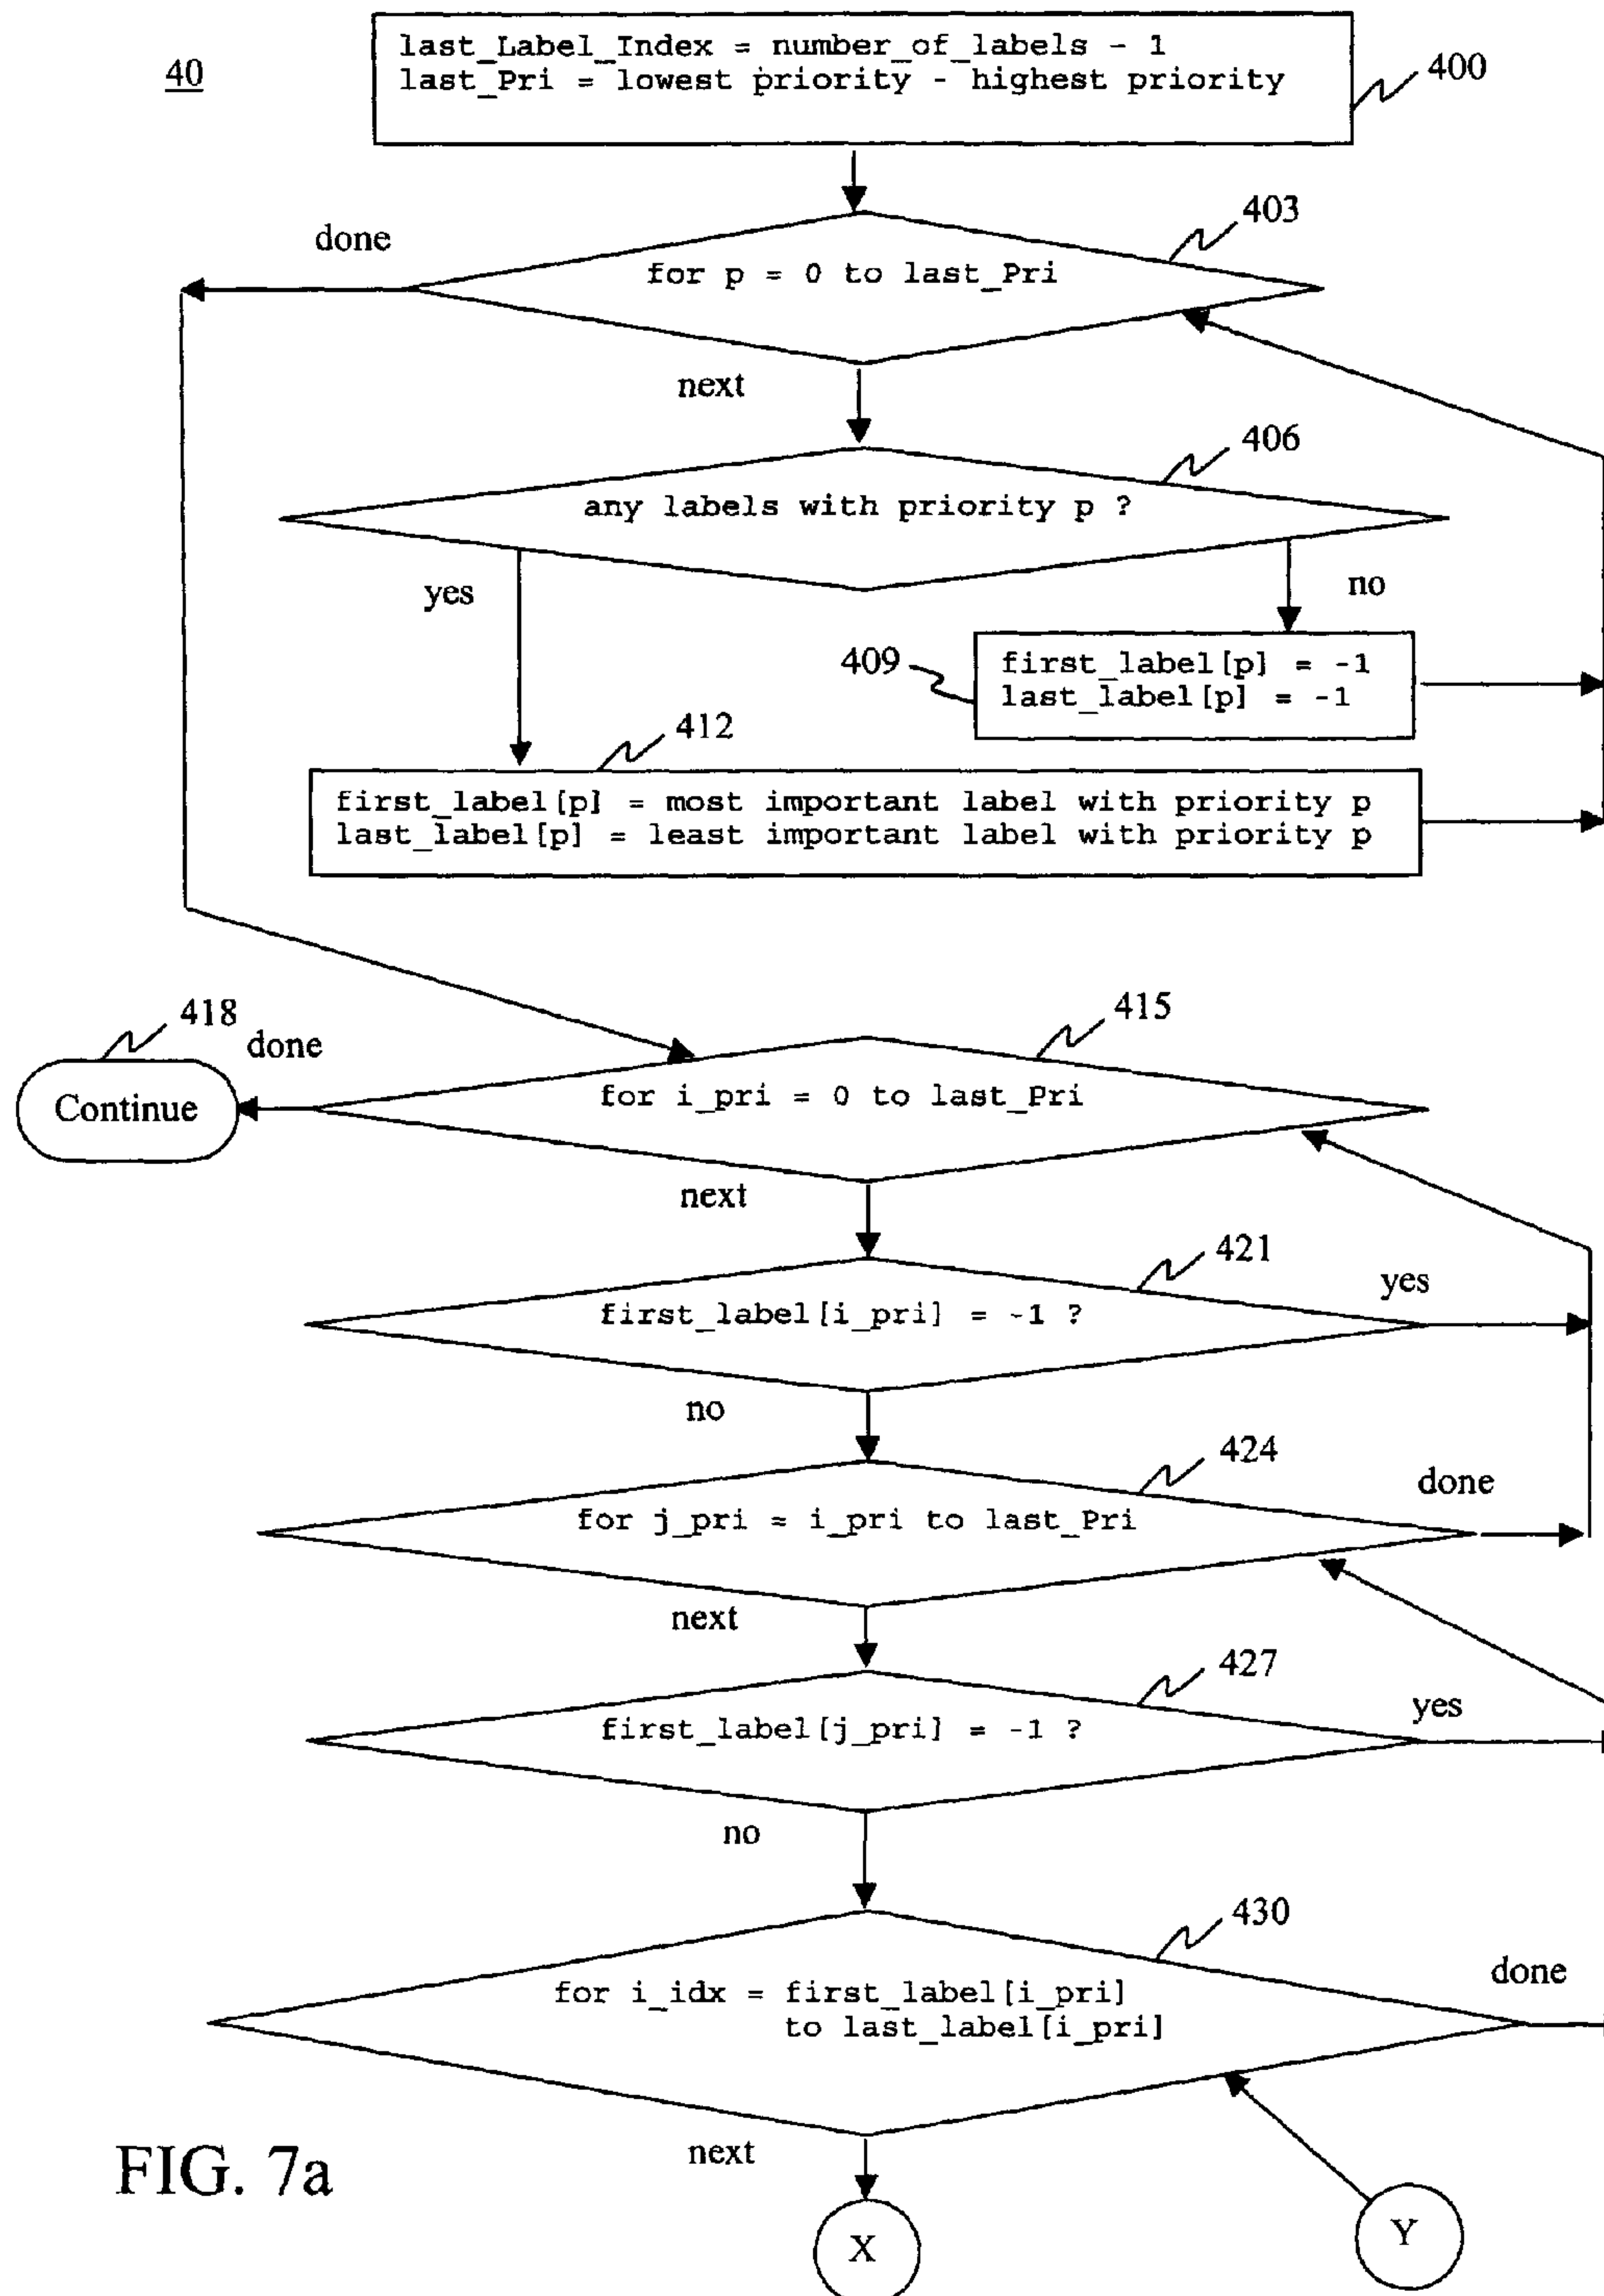 40
last_Label_Index = number_of_labels - 1
last_Pri = lowest priority - highest priority
400
403
done
for p = 0 to last_Pri
next
406
any labels with priority p ?
yes
no
409
first_label[p] = -1
last_label[p] = -1
412
first_label[p] = most important label with priority p
last_label[p] = least important label with priority p
418
415
done
Continue
for i_pri = 0 to last_Pri
next
421
yes
first_label[i_pri] = -1 ?
no
424
done
for j_pri = i_pri to last_Pri
next
427
yes
first_label[j_pri] = -1 ?
no
430
done
for i_idx = first_label[i_pri]
to last_label[i_pri]
next
FIG. 7a
X
Y